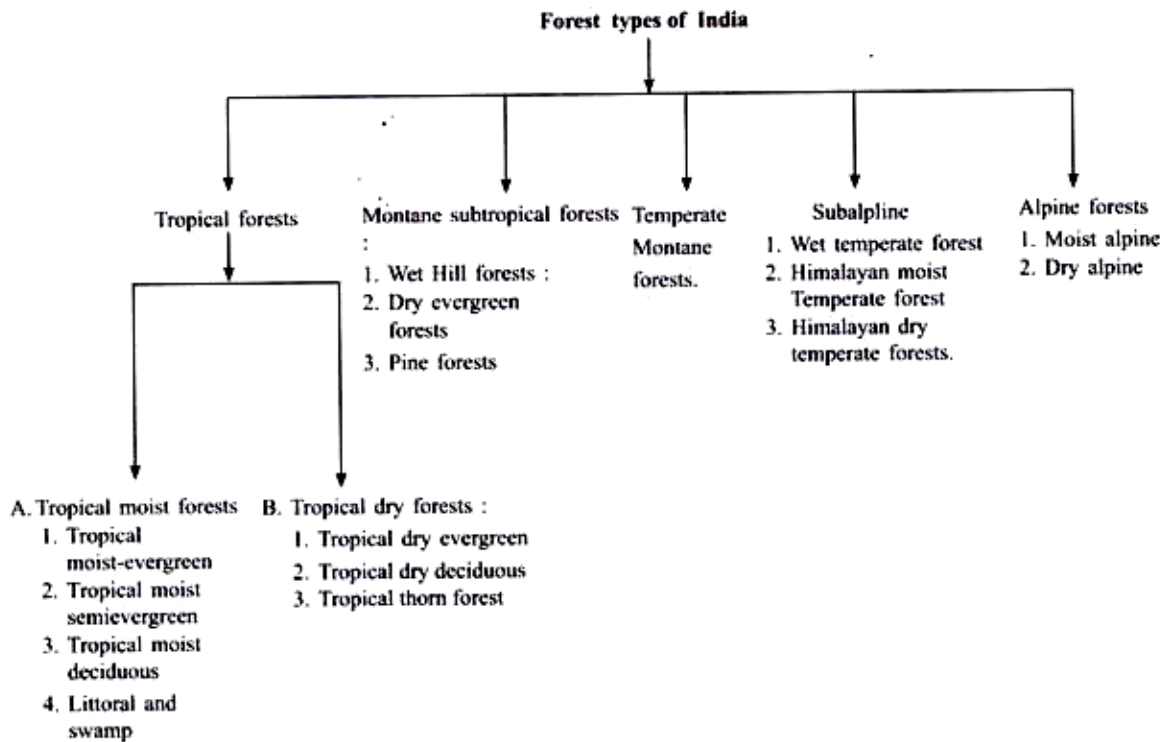 Forest types of India
Tropical forests
Montane subtropical forests
:
1. Wet Hill forests :
2. Dry evergreen
forests
3. Pine forests
Temperate
Montane
forests.
Subalpline
1. Wet temperate forest
2. Himalayan moist
Temperate forest
3. Himalayan dry
temperate forests.
Alpine forests
1. Moist alpine
2. Dry alpine
A. Tropical moist forests
1. Tropical
moist-evergreen
2. Tropical moist
semievergreen
3. Tropical moist
deciduous
4. Littoral and
swamp
B. Tropical dry forests :
1. Tropical dry evergreen
2. Tropical dry deciduous
3. Tropical thorn forest